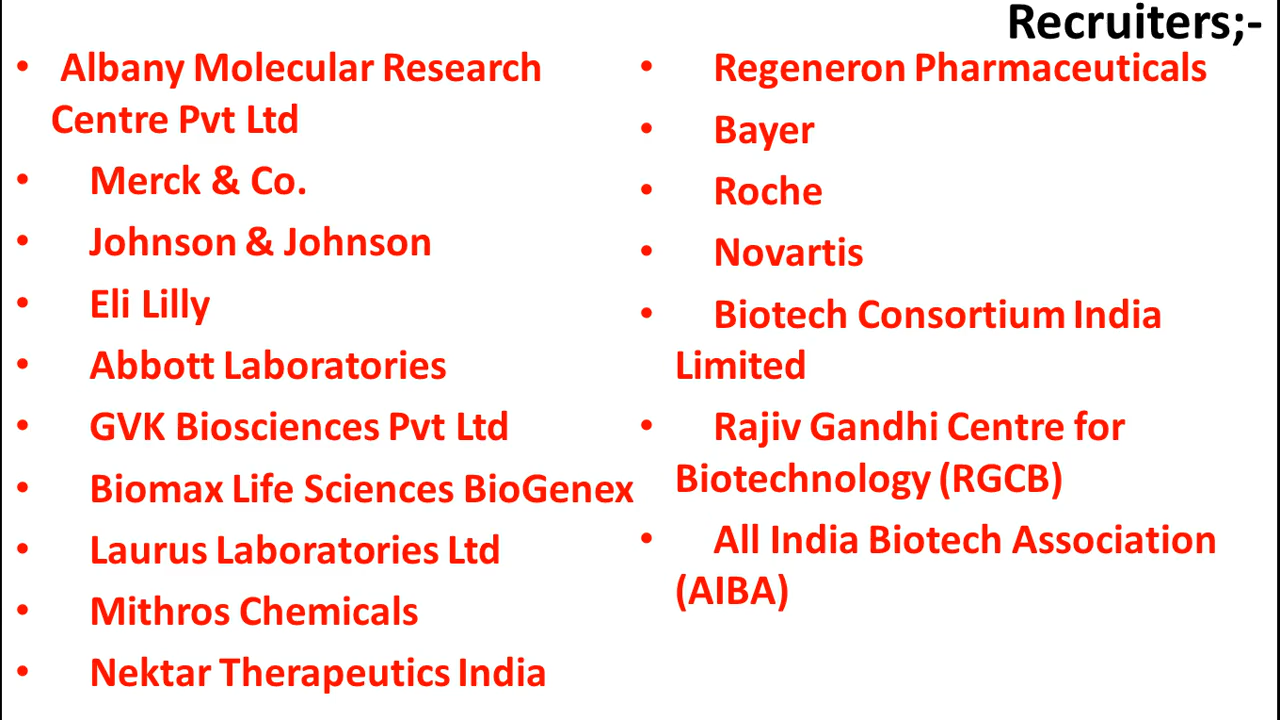 Recruiters;-
• Albany Molecular Research
Centre Pvt Ltd
• Merck & Co.
• Johnson & Johnson
• Eli Lilly
• Abbott Laboratories
• GVK Biosciences Pvt Ltd
• Biomax Life Sciences BioGenex
• Laurus Laboratories Ltd
• Mithros Chemicals
• Nektar Therapeutics India
• Regeneron Pharmaceuticals
• Bayer
• Roche
• Novartis
• Biotech Consortium India
Limited
• Rajiv Gandhi Centre for
Biotechnology (RGCB)
• All India Biotech Association
(AIBA)